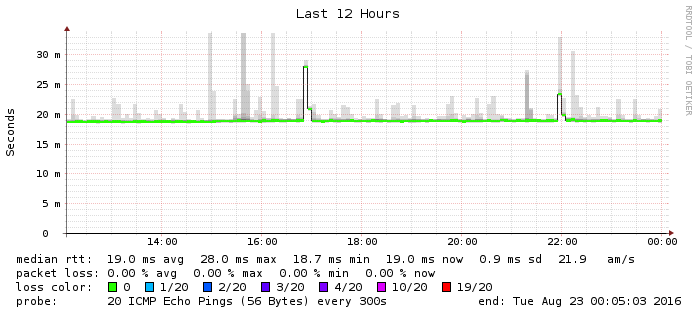 Last 12 Hours
RRDTOOL / TOBI OETIKER
Seconds
30 m
25 m
20 m
15 m
10 m
5 m
0
14:00 16:00 18:00 20:00 22:00 00:00
median rtt: 19.0 ms avg 28.0 ms max 18.7 ms min 19.0 ms now 0.9 ms sd 21.9 am/s
packet loss: 0.00 % avg 0.00 % max 0.00 % min 0.00 % now
loss color: 0 1/20 2/20 3/20 4/20 10/20 19/20
probe: 20 ICMP Echo Pings (56 Bytes) every 300s end: Tue Aug 23 00:05:03 2016